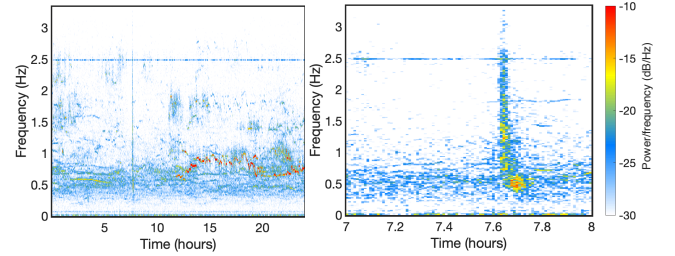 3
2.5
2
1.5
1
0.5
0
Frequency (Hz)
5 10 15 20
Time (hours)
3
2.5
2
1.5
1
0.5
0
Frequency (Hz)
7 7.2 7.4 7.6 7.8 8
Time (hours)
-10
-15
-20
-25
-30
Power/frequency (dB/Hz)